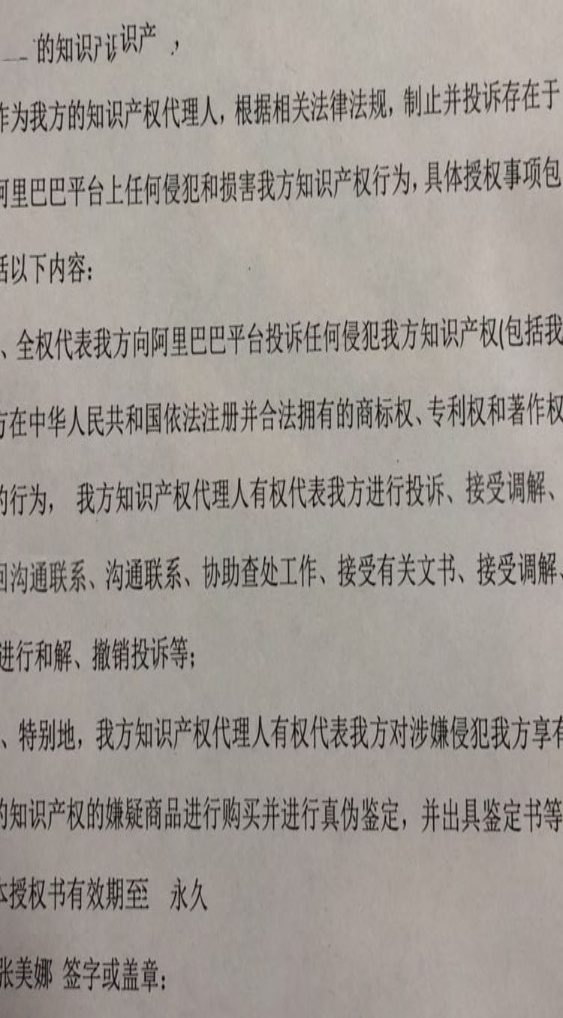 的知识产识产，
作为我方的知识产权代理人，根据相关法律法规，制止并投诉存在于
阿里巴巴平台上任何侵犯和损害我方知识产权行为，具体授权事项包
括以下内容：
、全权代表我方向阿里巴巴平台投诉任何侵犯我方知识产权(包括我
方在中华人民共和国依法注册并合法拥有的商标权、专利权和著作权
的行为， 我方知识产权代理人有权代表我方进行投诉、接受调解、
回沟通联系、沟通联系、协助查处工作、接受有关文书、接受调解、
进行和解、撤销投诉等；
、特别地，我方知识产权代理人有权代表我方对涉嫌侵犯我方享有
的知识产权的嫌疑商品进行购买并进行真伪鉴定，并出具鉴定书等
本授权书有效期至 永久
张美娜 签字或盖章：